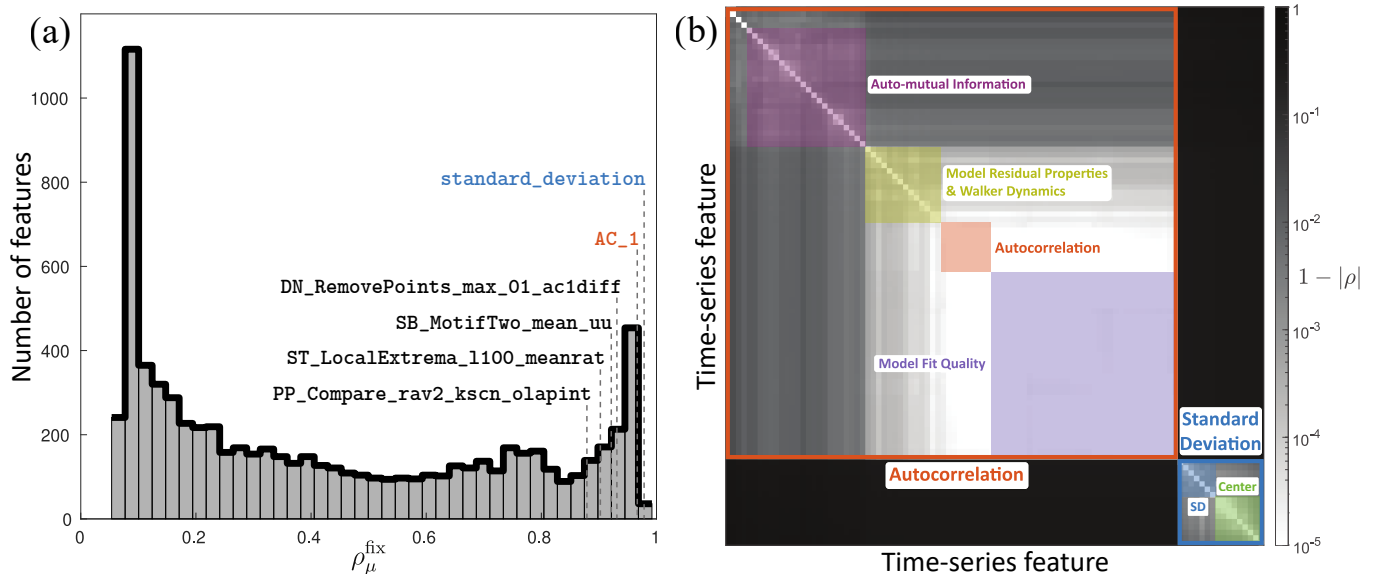 (a)
Number of features
1000
800
600
400
200
0
standard_deviation
AC_1
DN_RemovePoints_max_01_ac1diff
SB_MotifTwo_mean_uu
ST_LocalExtrema_l100_meanrat
PP_Compare_rav2_kscn_olapint
0 0.2 0.4 0.6 0.8 1
ρ_μ^fix
(b)
Time-series feature
Auto-mutual Information
Model Residual Properties
& Walker Dynamics
Autocorrelation
Model Fit Quality
Standard
Deviation
Autocorrelation
SD
Center
Time-series feature
1
10^-1
10^-2
1 − |ρ|
10^-3
10^-4
10^-5